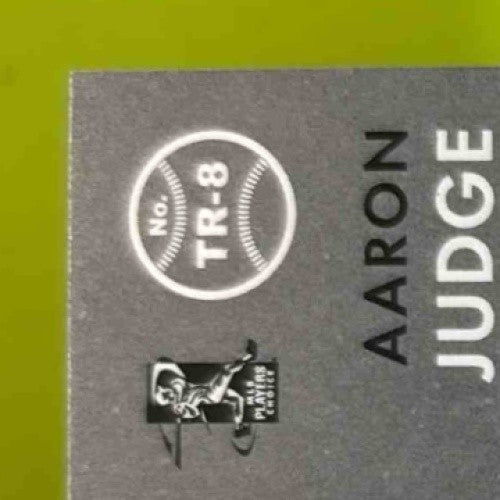 No.
TR-8
AARON
JUDGE
MLB
PLAYERS
CHOICE